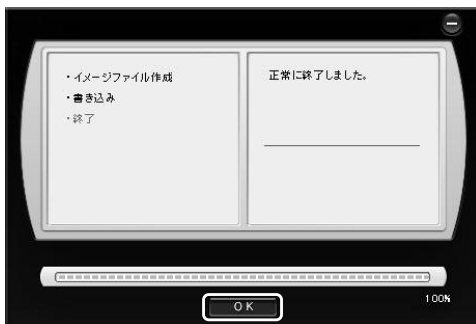 ・イメージファイル作成
・書き込み
・終了
正常に終了しました。
100%
OK